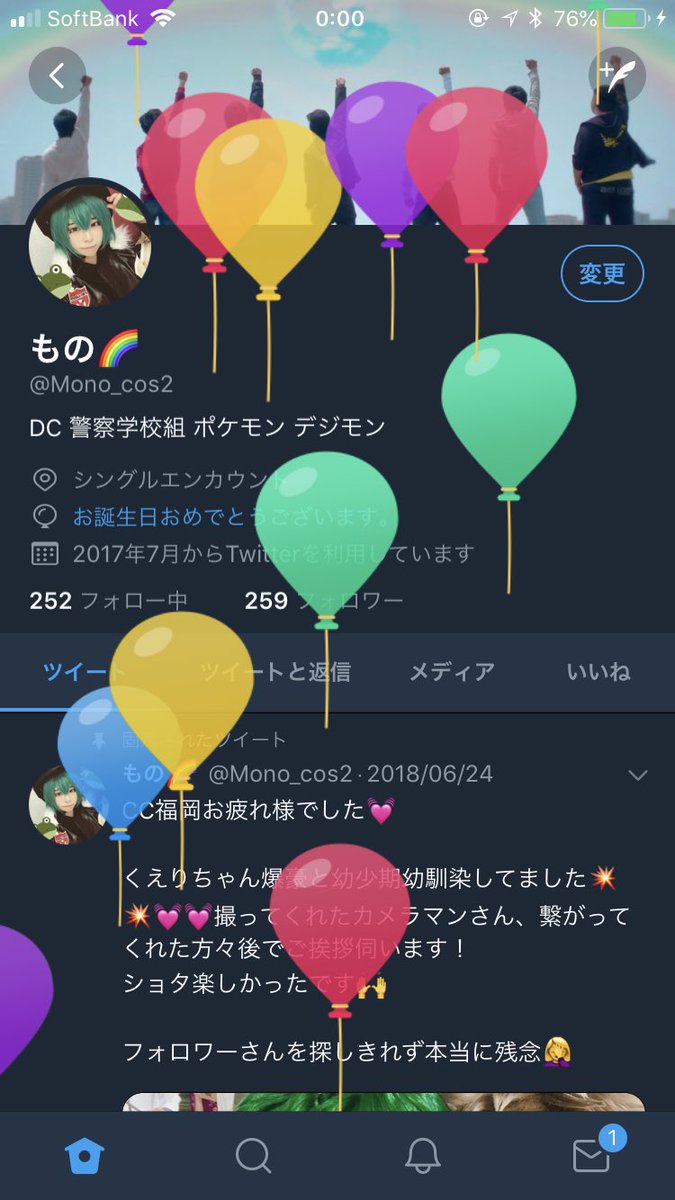 SoftBank 0:00 76%
変更
もの🌈
@Mono_cos2
DC 警察学校組 ポケモン デジモン
シングルエンカウント
お誕生日おめでとうございます。
2017年7月からTwitterを利用しています
252 フォロー中 259 フォロワー
ツイート ツイートと返信 メディア いいね
固定されたツイート
もの🌈 @Mono_cos2 · 2018/06/24
CC福岡お疲れ様でした💓
くえりちゃん爆豪と幼少期幼馴染してました💥
💥💓💓撮ってくれたカメラマンさん、繋がって
くれた方々後でご挨拶伺います！
ショタ楽しかったです🙌
フォロワーさんを探しきれず本当に残念🤦‍♀️
1